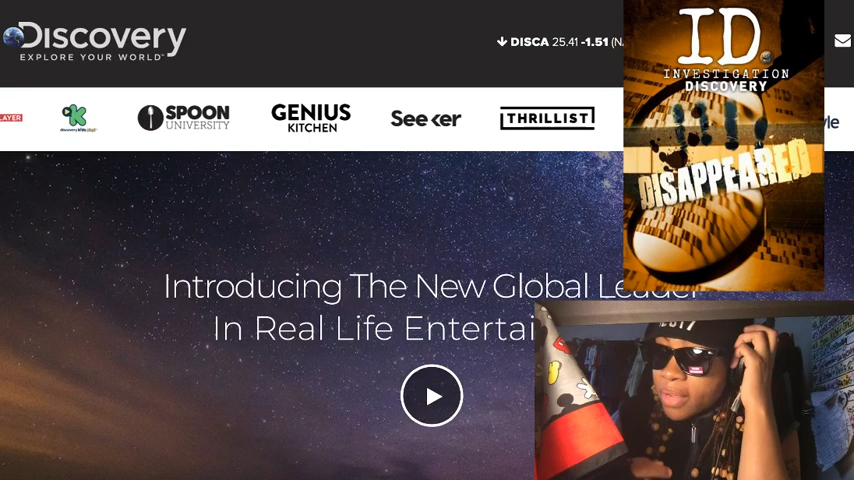 Discovery
EXPLORE YOUR WORLD
DISCA 25.41 -1.51 (N
ID.
INVESTIGATION
DISCOVERY
DISAPPEARED
LAYER
K
SPOON
UNIVERSITY
GENIUS
KITCHEN
Seeker
THRILLIST
yle
Introducing The New Global Leader
In Real Life Entertai